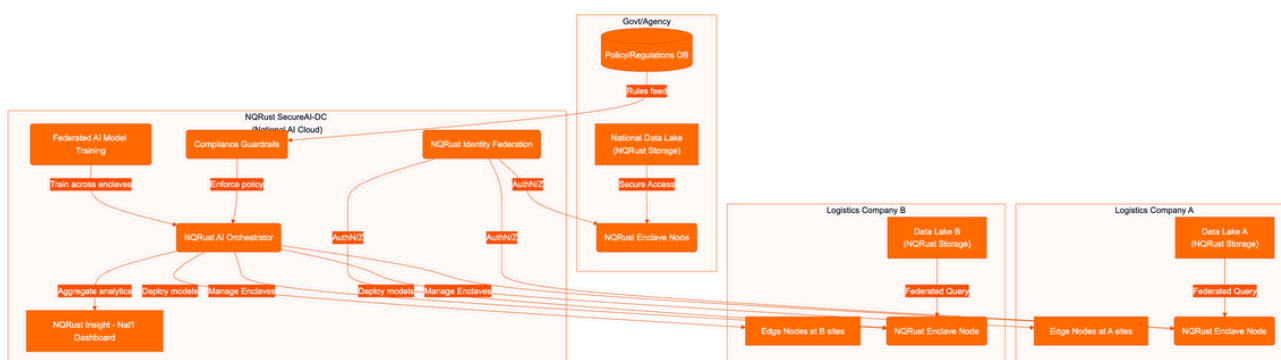 Govt/Agency
Policy/Regulations DB
Rules feed
NQRust SecureAI-DC
(National AI Cloud)
Federated AI Model
Training
Compliance Guardrails
NQRust Identity Federation
National Data Lake
(NQRust Storage)
Train across enclaves
Enforce policy
AuthN/Z
Secure Access
Logistics Company B
Logistics Company A
NQRust AI Orchestrator
AuthN/Z
AuthN/Z
NQRust Enclave Node
Data Lake B
(NQRust Storage)
Data Lake A
(NQRust Storage)
Aggregate analytics
Deploy models
Manage Enclaves
Deploy models
Manage Enclaves
Federated Query
Federated Query
NQRust Insight - Nat'l
Dashboard
Edge Nodes at B sites
NQRust Enclave Node
Edge Nodes at A sites
NQRust Enclave Node